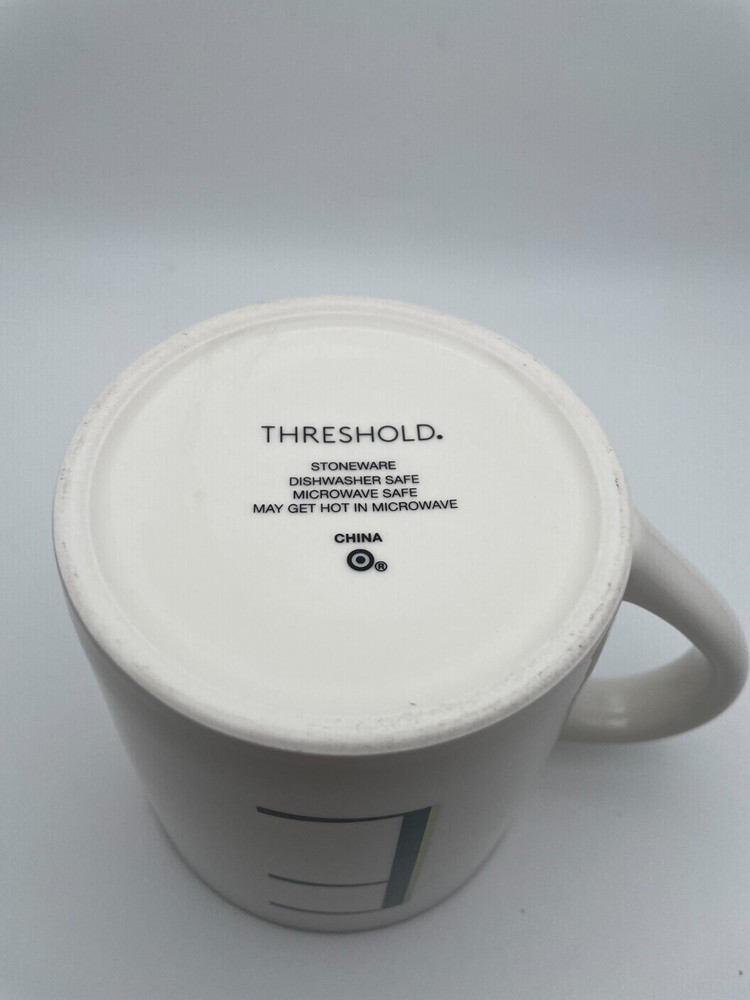 THRESHOLD.
STONEWARE
DISHWASHER SAFE
MICROWAVE SAFE
MAY GET HOT IN MICROWAVE
CHINA
®
E